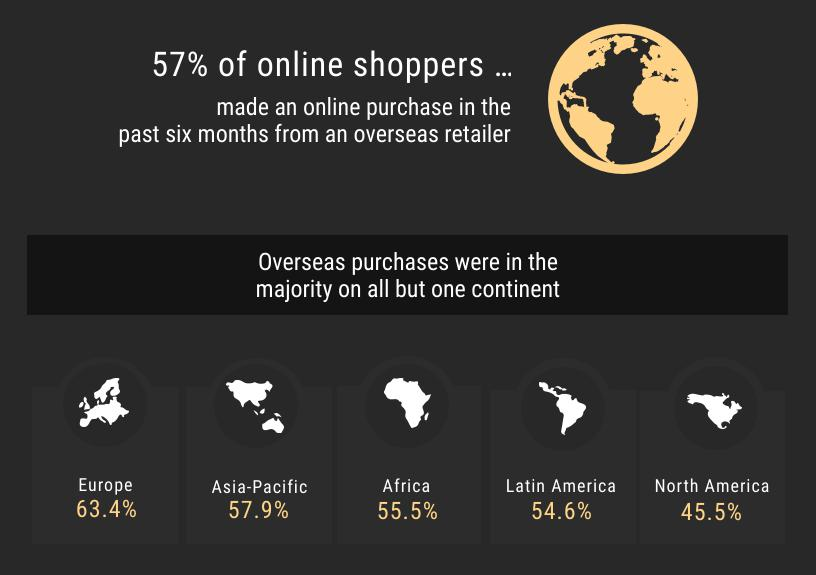 57% of online shoppers …
made an online purchase in the
past six months from an overseas retailer
Overseas purchases were in the
majority on all but one continent
Europe
63.4%
Asia-Pacific
57.9%
Africa
55.5%
Latin America
54.6%
North America
45.5%